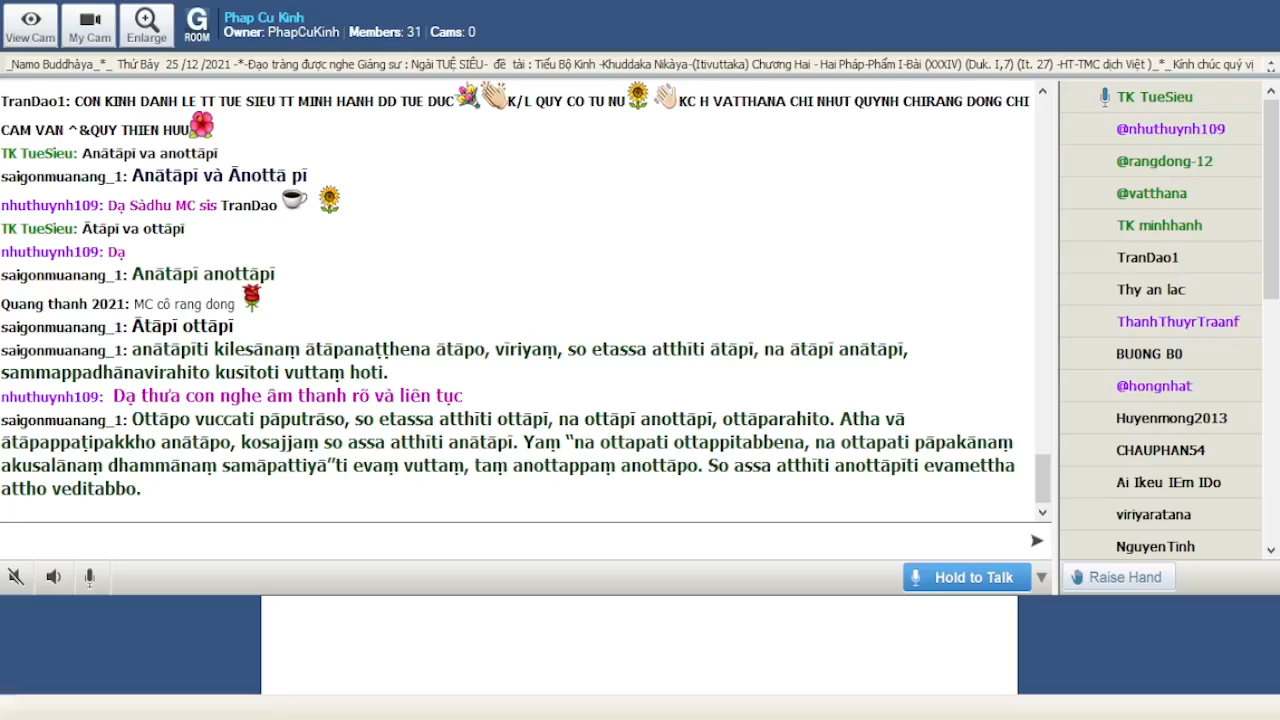 View Cam
My Cam
Enlarge
G
ROOM
Phap Cu Kinh
Owner: PhapCuKinh | Members: 31 | Cams: 0
_Namo Buddhàya_*_ Thứ Bảy 25 /12 /2021 -*-Đạo tràng được nghe Giảng sư : Ngài TUỆ SIÊU- đề tài : Tiểu Bộ Kinh -Khuddaka Nikàya-(Itivuttaka) Chương Hai - Hai Pháp-Phẩm I-Bài (XXXIV) (Duk. I,7) (It. 27) -HT-TMC dịch Việt )_*_ Kính chúc quý vị
TranDao1: CON KINH DANH LE TT TUE SIEU TT MINH HANH DD TUE DUC K/L QUY CO TU NU KC H VATTHANA CHI NHUT QUYNH CHIRANG DONG CHI
CAM VAN ^&QUY THIEN HUU
TK TueSieu: Anātāpī va anottāpī
saigonmuanang_1: Anātāpī và Ānottā pī
nhuthuynh109: Dạ Sàdhu MC sis TranDao
TK TueSieu: Ātāpī va ottāpī
nhuthuynh109: Dạ
saigonmuanang_1: Anātāpī anottāpī
Quang thanh 2021: MC cô rang dong
saigonmuanang_1: Ātāpī ottāpī
saigonmuanang_1: anātāpīti kilesānaṃ ātāpanaṭṭhena ātāpo, vīriyaṃ, so etassa atthīti ātāpī, na ātāpī anātāpī,
sammappadhānavirahito kusītoti vuttaṃ hoti.
nhuthuynh109: Dạ thưa con nghe âm thanh rõ và liên tục
saigonmuanang_1: Ottāpo vuccati pāputrāso, so etassa atthīti ottāpī, na ottāpī anottāpī, ottāparahito. Atha vā
ātāpappaṭipakkho anātāpo, kosajjaṃ so assa atthīti anātāpī. Yaṃ “na ottapati ottappitabbena, na ottapati pāpakānaṃ
akusalānaṃ dhammānaṃ samāpattiyā”ti evaṃ vuttaṃ, taṃ anottappaṃ anottāpo. So assa atthīti anottāpīti evamettha
attho veditabbo.
Hold to Talk
TK TueSieu
@nhuthuynh109
@rangdong-12
@vatthana
TK minhhanh
TranDao1
Thy an lac
ThanhThuyrTraanf
BU0NG B0
@hongnhat
Huyenmong2013
CHAUPHAN54
Ai Ikeu IEm IDo
viriyaratana
NguyenTinh
Raise Hand